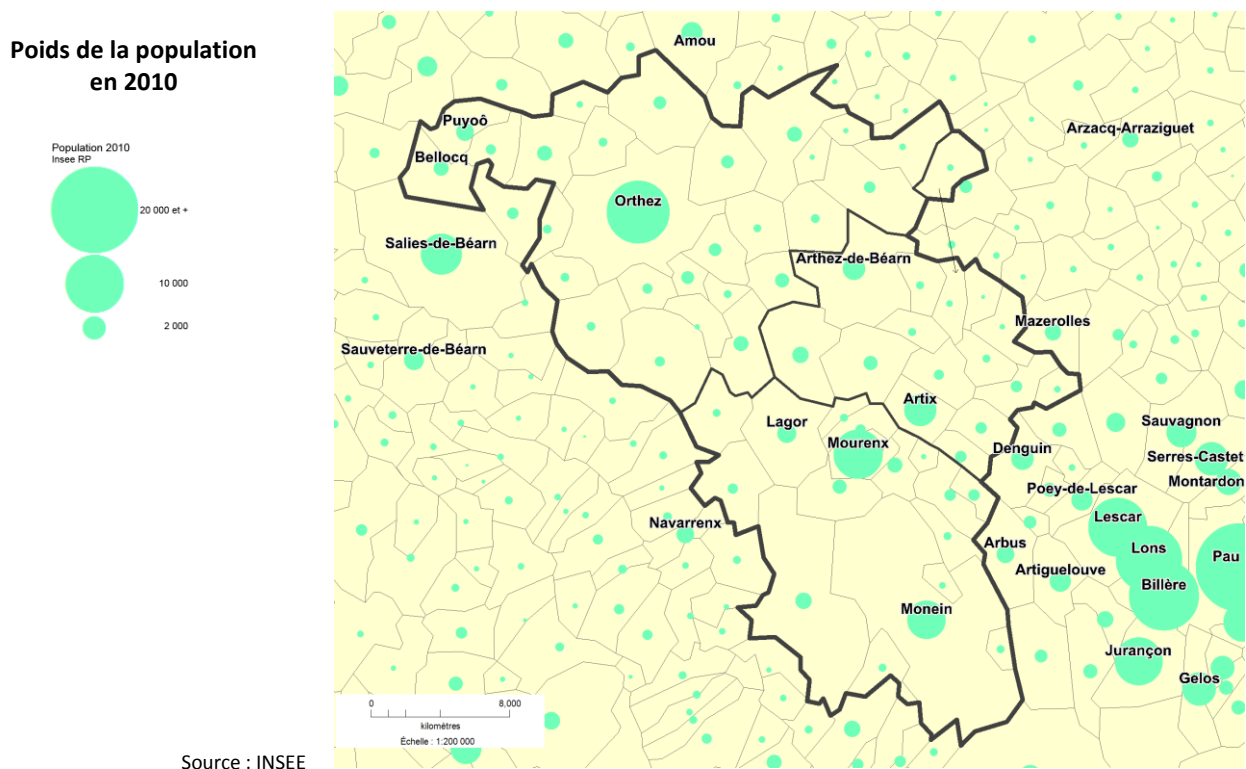 Poids de la population
en 2010
Population 2010
Insee RP
20 000 et +
10 000
2 000
Amou
Puyoô
Arzacq-Arraziguet
Bellocq
Orthez
Salies-de-Béarn
Arthez-de-Béarn
Mazerolles
Sauveterre-de-Béarn
Artix
Lagor
Sauvagnon
Mourenx
Denguin
Serres-Castet
Montardon
Poey-de-Lescar
Lescar
Navarrenx
Arbus
Lons
Pau
Artiguelouve
Billère
Monein
Jurançon
Gelos
0 8,000
kilomètres
Échelle : 1:200 000
Source : INSEE